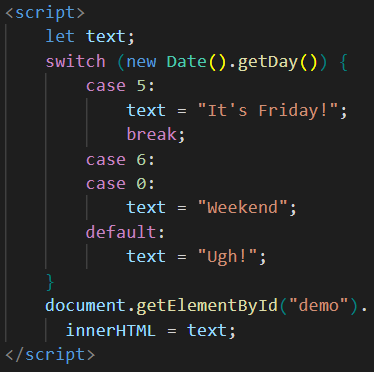 <script>
let text;
switch (new Date().getDay()) {
case 5:
text = "It's Friday!";
break;
case 6:
case 0:
text = "Weekend";
default:
text = "Ugh!";
}
document.getElementById("demo").
innerHTML = text;
</script>